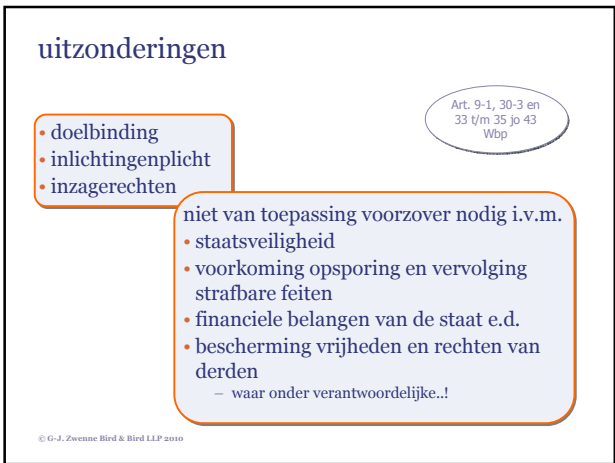 uitzonderingen
Art. 9-1, 30-3 en
33 t/m 35 jo 43
Wbp
• doelbinding
• inlichtingenplicht
• inzagerechten
niet van toepassing voorzover nodig i.v.m.
• staatsveiligheid
• voorkoming opsporing en vervolging
strafbare feiten
• financiele belangen van de staat e.d.
• bescherming vrijheden en rechten van
derden
– waar onder verantwoordelijke..!
© G-J. Zwenne Bird & Bird LLP 2010